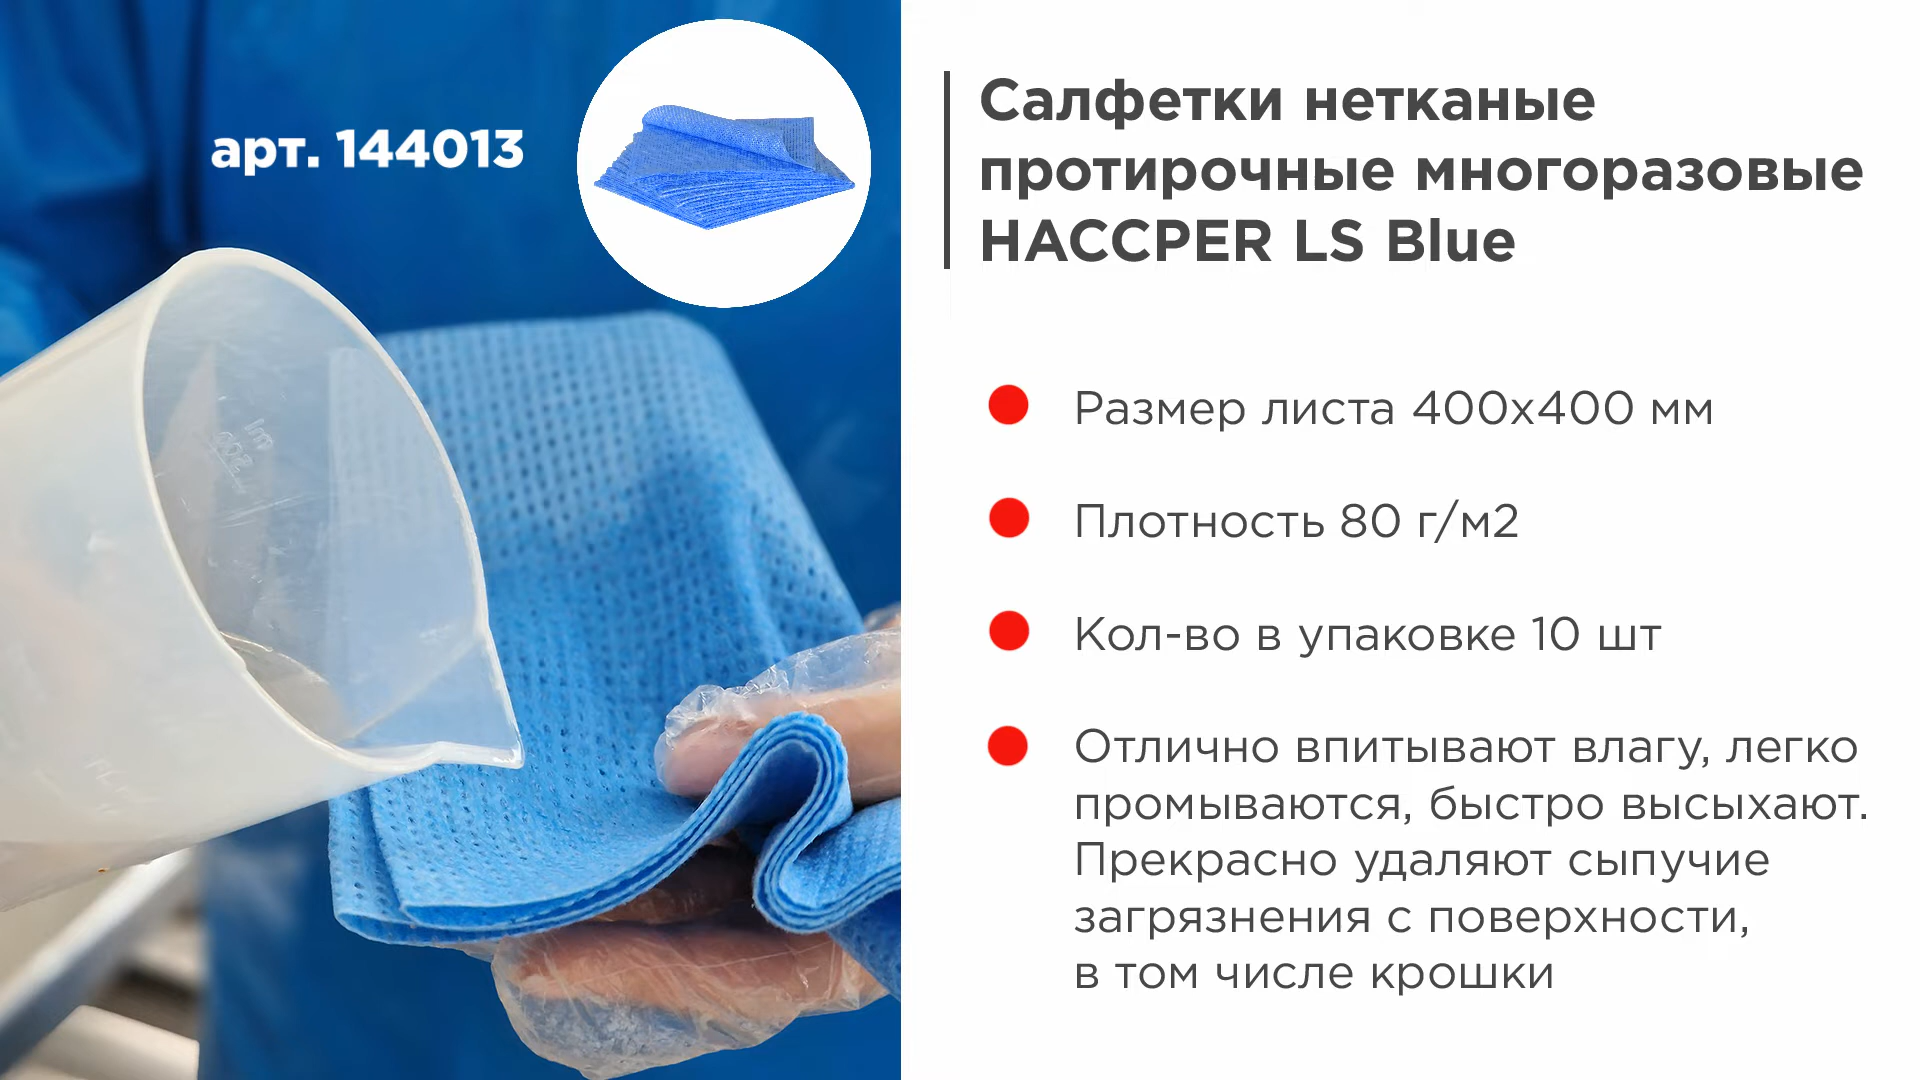 арт. 144013
Салфетки нетканые
протирочные многоразовые
HACCPER LS Blue
Размер листа 400х400 мм
Плотность 80 г/м2
Кол-во в упаковке 10 шт
Отлично впитывают влагу, легко
промываются, быстро высыхают.
Прекрасно удаляют сыпучие
загрязнения с поверхности,
в том числе крошки